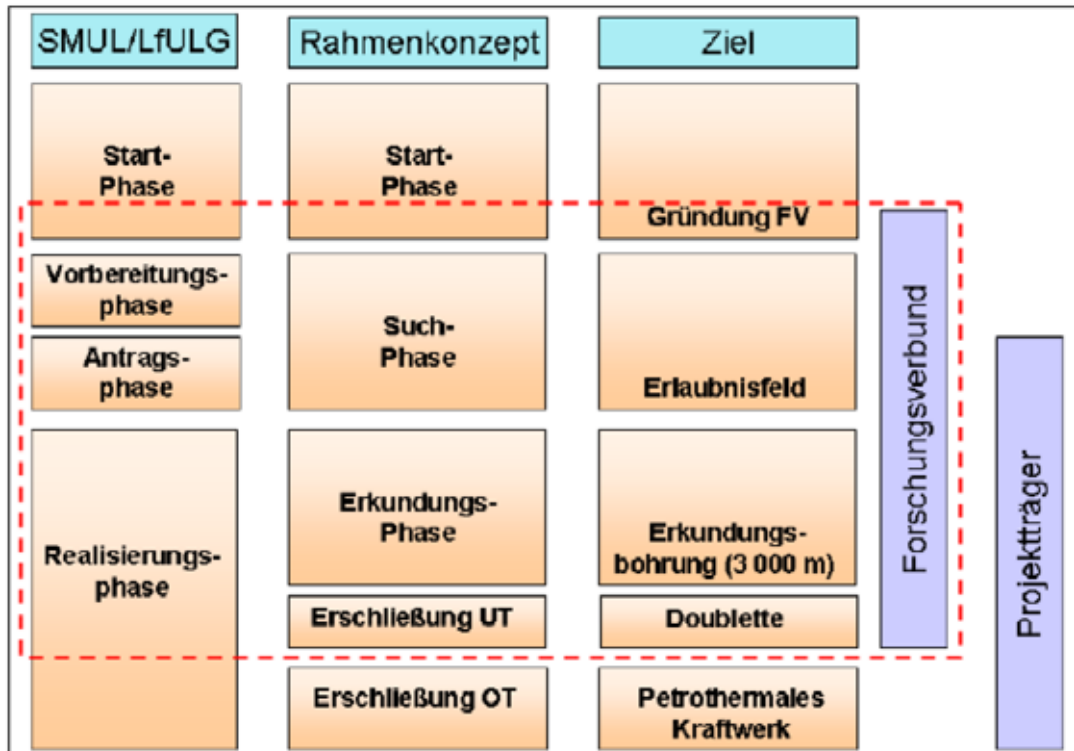 SMUL/LfULG
Rahmenkonzept
Ziel
Start-
Phase
Start-
Phase
Gründung FV
Vorbereitungs-
phase
Antrags-
phase
Such-
Phase
Erlaubnisfeld
Realisierungs-
phase
Erkundungs-
Phase
Erkundungs-
bohrung (3 000 m)
Erschließung UT
Doublette
Erschließung OT
Petrothermales
Kraftwerk
Forschungsverbund
Projektträger